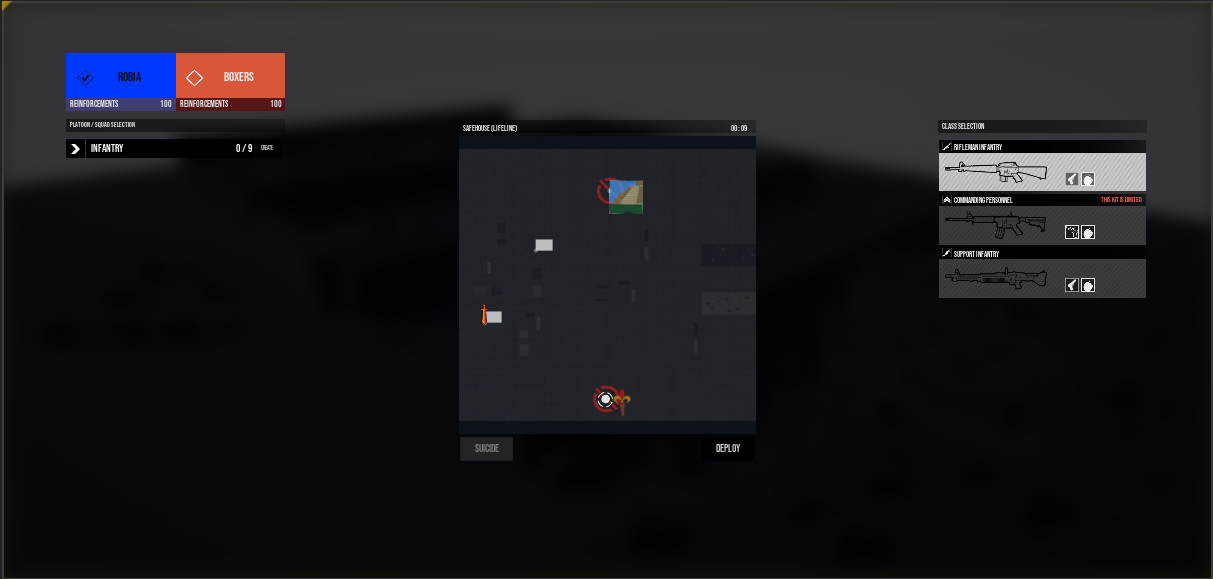 ROBIA
BOXERS
REINFORCEMENTS 100
REINFORCEMENTS 100
PLATOON / SQUAD SELECTION
INFANTRY 0 / 9 CREATE
SAFEHOUSE (LIFELINE) 00: 09
SUICIDE
DEPLOY
CLASS SELECTION
RIFLEMAN INFANTRY
COMMANDING PERSONNEL THIS KIT IS LIMITED
SUPPORT INFANTRY